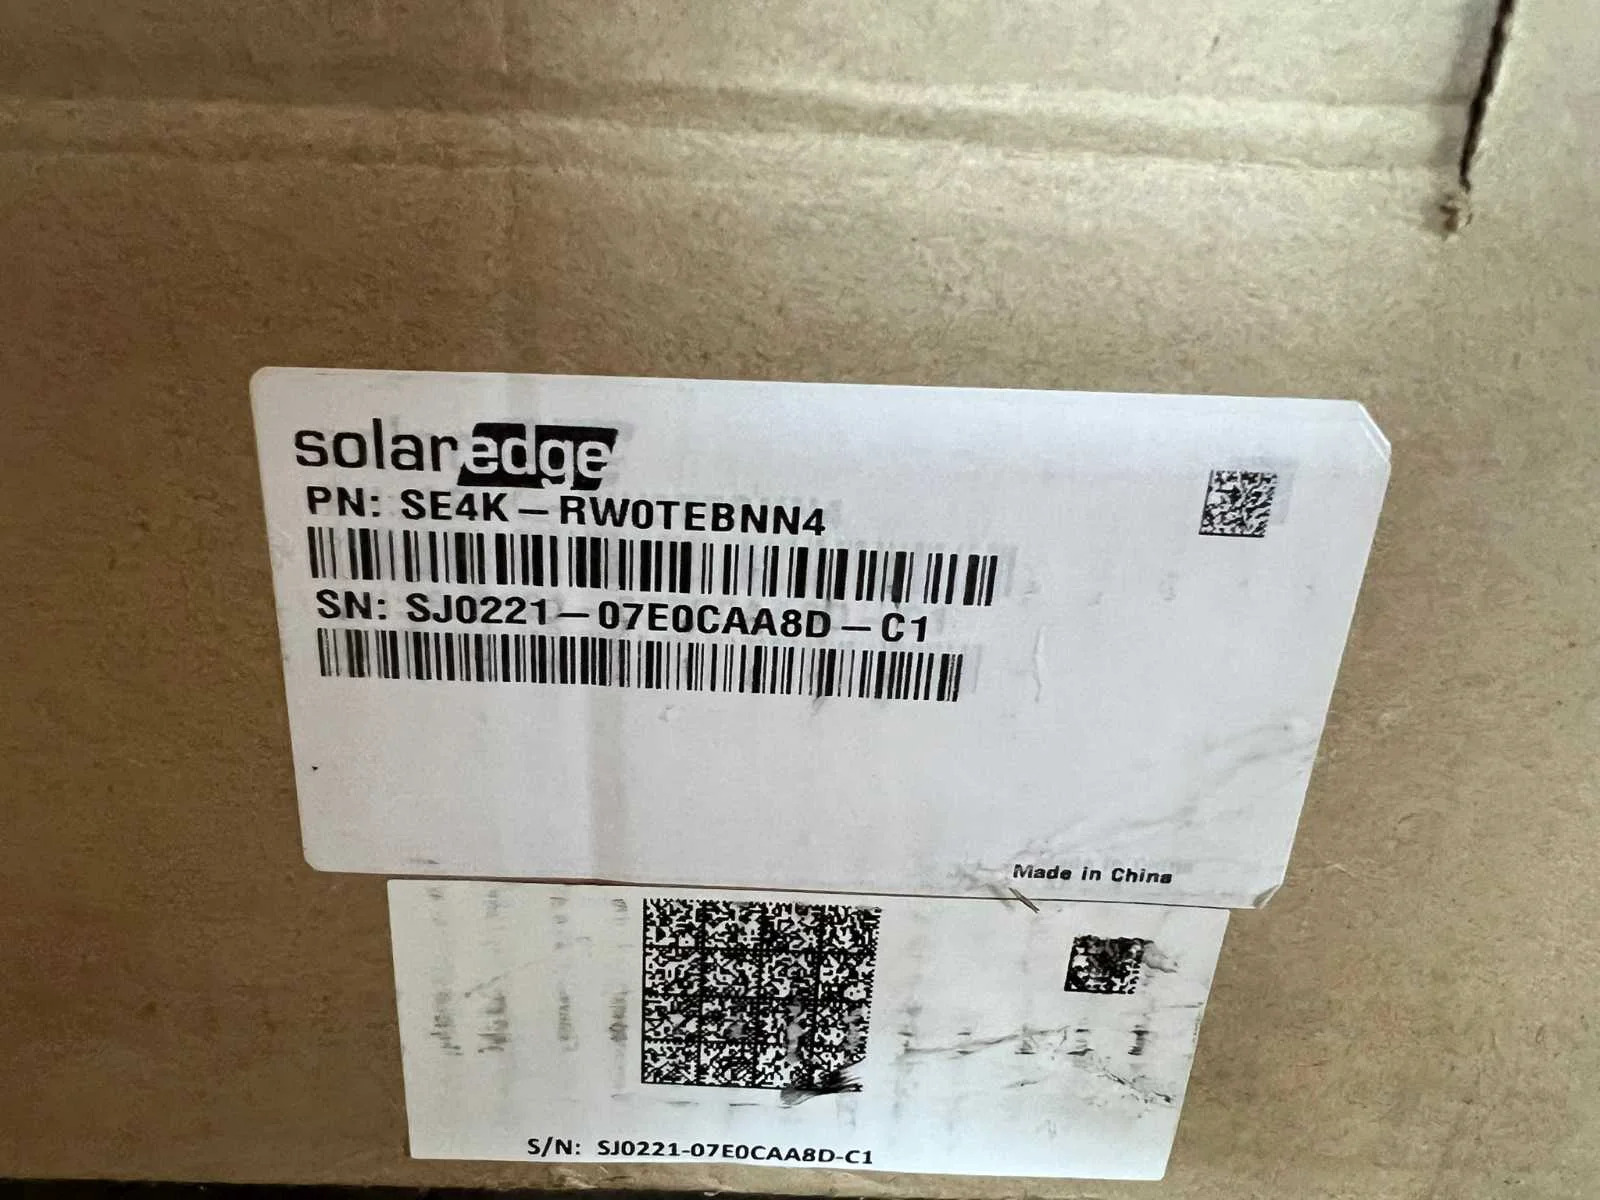 solaredge
PN: SE4K-RW0TEBNN4
SN: SJ0221-07E0CAA8D-C1
Made in China
S/N: SJ0221-07E0CAA8D-C1